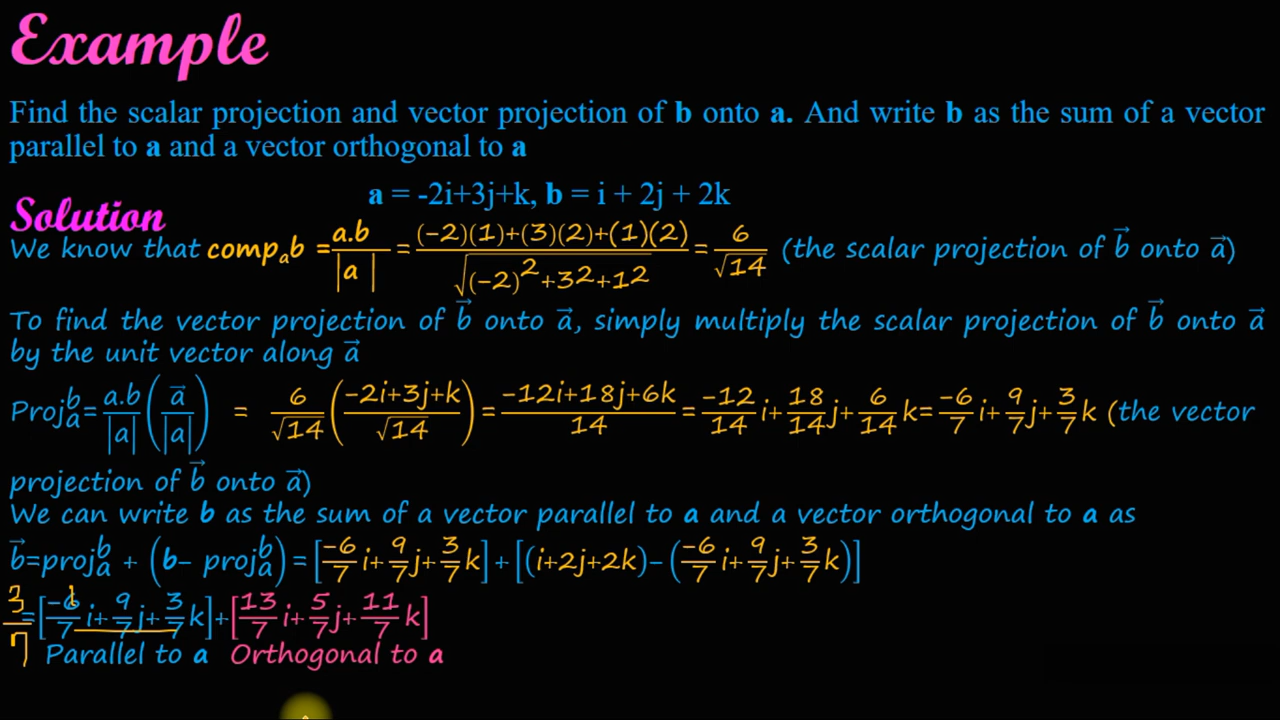 Example
Find the scalar projection and vector projection of b onto a. And write b as the sum of a vector
parallel to a and a vector orthogonal to a
a = -2i+3j+k, b = i + 2j + 2k
Solution
We know that comp_a b = a.b/|a| = ((-2)(1)+(3)(2)+(1)(2))/√((-2)²+3²+1²) = 6/√14 (the scalar projection of b⃗ onto a⃗)
To find the vector projection of b⃗ onto a⃗, simply multiply the scalar projection of b⃗ onto a⃗
by the unit vector along a⃗
Proj_a^b = a.b/|a| (a⃗/|a|) = 6/√14 ((-2i+3j+k)/√14) = (-12i+18j+6k)/14 = -12/14 i + 18/14 j + 6/14 k = -6/7 i + 9/7 j + 3/7 k (the vector
projection of b⃗ onto a⃗)
We can write b as the sum of a vector parallel to a and a vector orthogonal to a as
b⃗=proj_a^b + (b- proj_a^b) = [-6/7 i + 9/7 j + 3/7 k] + [(i+2j+2k) - (-6/7 i + 9/7 j + 3/7 k)]
3/7 =[-6/7 i + 9/7 j + 3/7 k]+[13/7 i + 5/7 j + 11/7 k]
Parallel to a Orthogonal to a